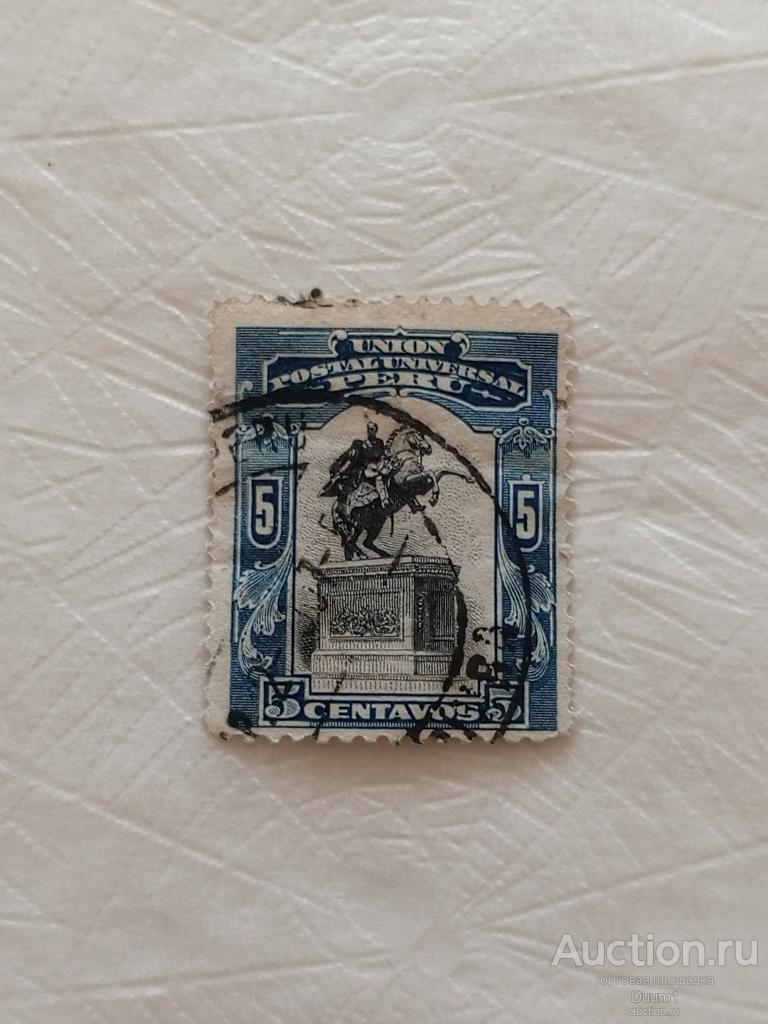 UNION
POSTAL UNIVERSAL
PERU
5 5
5 CENTAVOS 5
Auction.ru
торговая площадка
Duum1
auction.ru